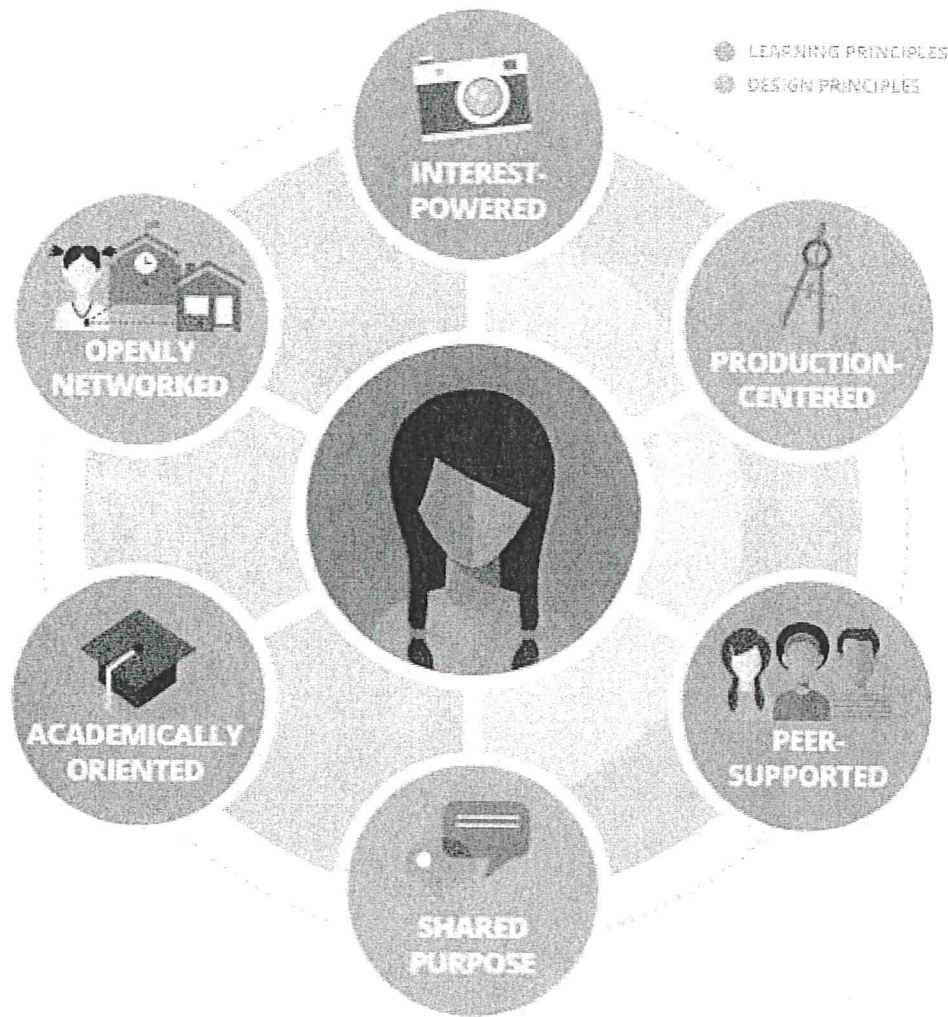 LEARNING PRINCIPLES
DESIGN PRINCIPLES
INTEREST-
POWERED
OPENLY
NETWORKED
PRODUCTION-
CENTERED
ACADEMICALLY
ORIENTED
PEER-
SUPPORTED
SHARED
PURPOSE